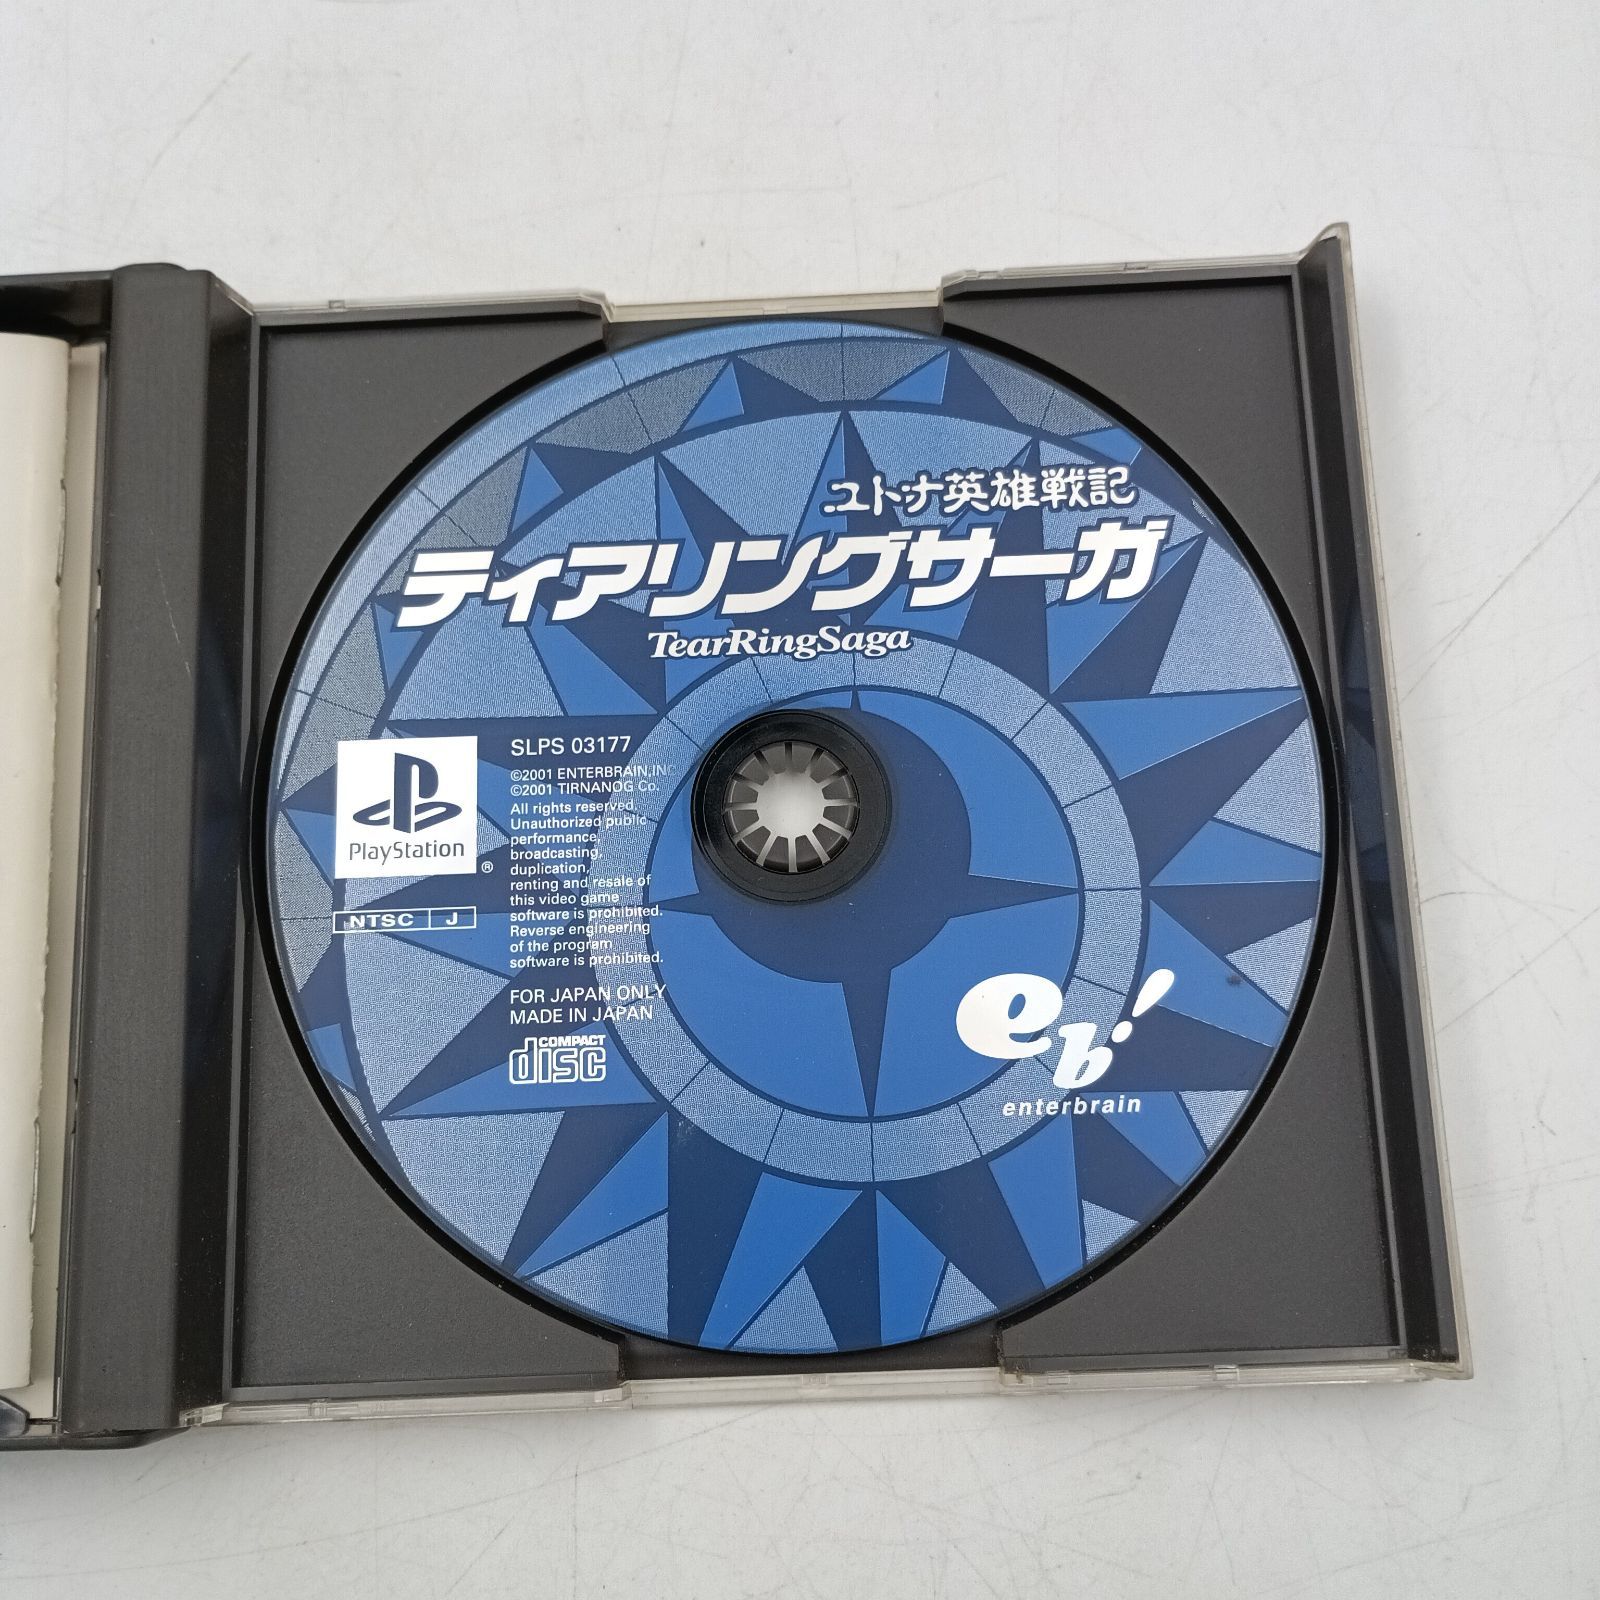 ユトナ英雄戦記
ティアリングサーガ
TearRingSaga
SLPS 03177
©2001 ENTERBRAIN,INC
©2001 TIRNANOG Co.
All rights reserved.
Unauthorized public
performance,
broadcasting,
duplication,
renting and resale of
this video game
software is prohibited.
Reverse engineering
of the program
software is prohibited.
FOR JAPAN ONLY
MADE IN JAPAN
PlayStation
®
NTSC J
COMPACT
disc
eb!
enterbrain